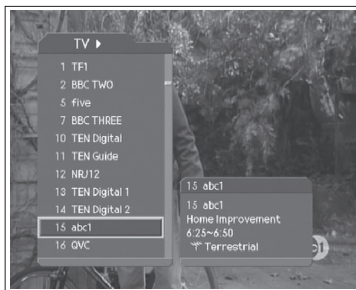 TV
1 TF1
2 BBC TWO
5 five
7 BBC THREE
10 TEN Digital
11 TEN Guide
12 NRJ12
13 TEN Digital 1
14 TEN Digital 2
15 abc1
16 QVC
15 abc1
15 abc1
Home Improvement
6:25~6:50
Terrestrial